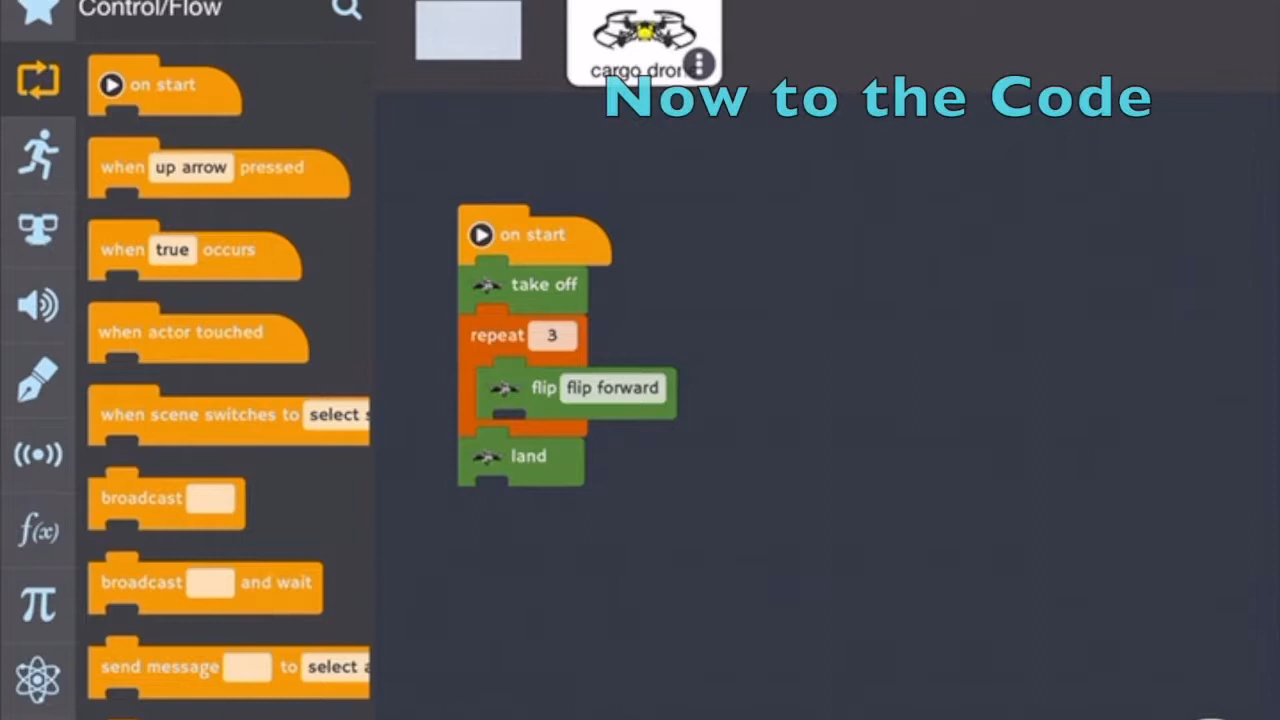 Control/Flow
on start
when up arrow pressed
when true occurs
when actor touched
when scene switches to select
broadcast
broadcast and wait
send message to select
f(x)
π
cargo dron
Now to the Code
on start
take off
repeat 3
flip flip forward
land